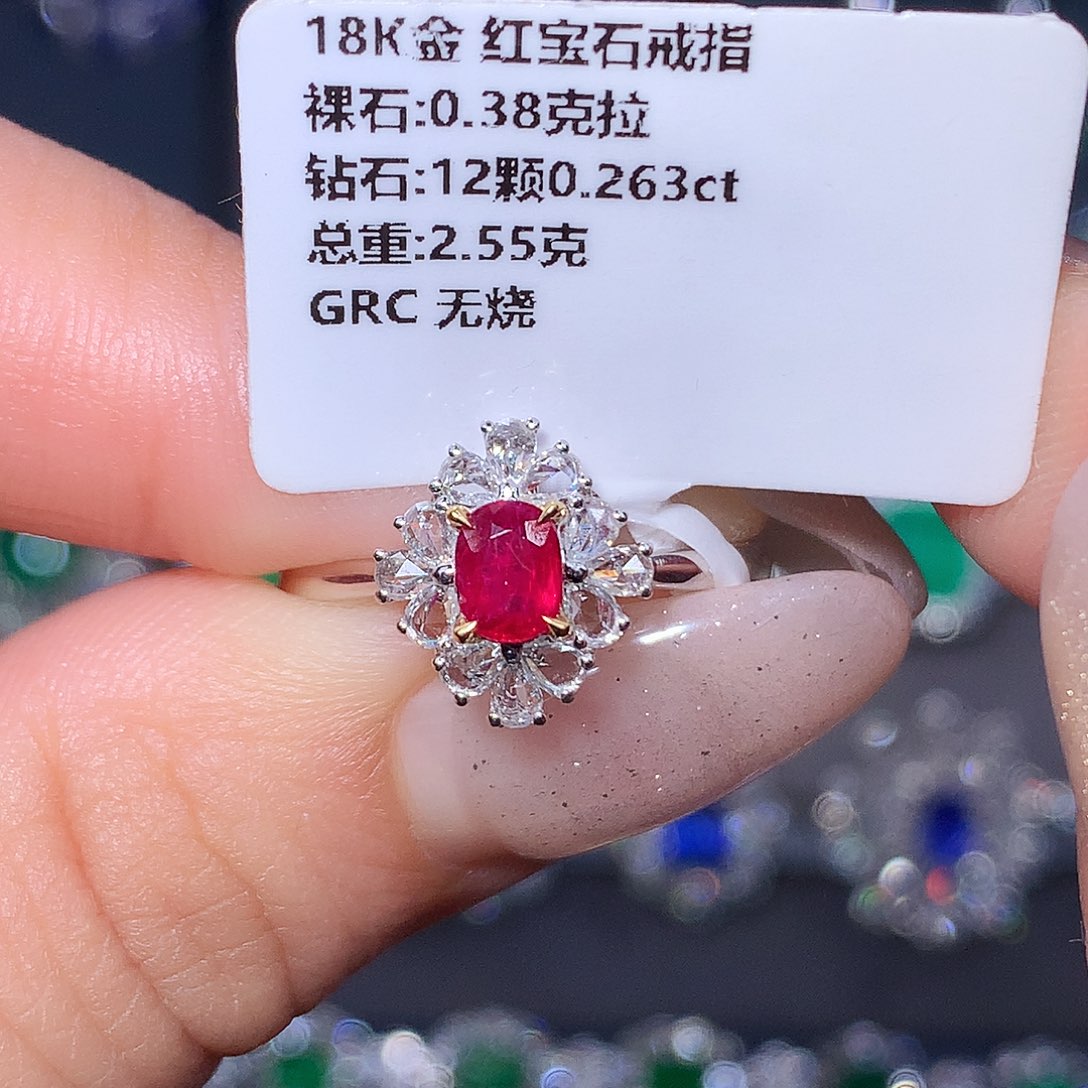 18K金 红宝石戒指
裸石:0.38克拉
钻石:12颗0.263ct
总重:2.55克
GRC 无烧